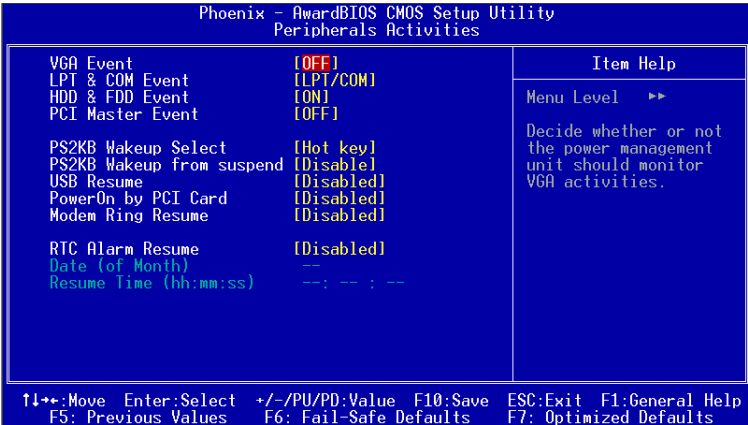 Phoenix - AwardBIOS CMOS Setup Utility
Peripherals Activities
VGA Event [OFF]
LPT & COM Event [LPT/COM]
HDD & FDD Event [ON]
PCI Master Event [OFF]
PS2KB Wakeup Select [Hot key]
PS2KB Wakeup from suspend [Disable]
USB Resume [Disabled]
PowerOn by PCI Card [Disabled]
Modem Ring Resume [Disabled]
RTC Alarm Resume [Disabled]
Date (of Month) --
Resume Time (hh:mm:ss) --: -- : --
Item Help
Menu Level ▸▸
Decide whether or not
the power management
unit should monitor
VGA activities.
↑↓→←:Move Enter:Select +/-/PU/PD:Value F10:Save ESC:Exit F1:General Help
F5: Previous Values F6: Fail-Safe Defaults F7: Optimized Defaults